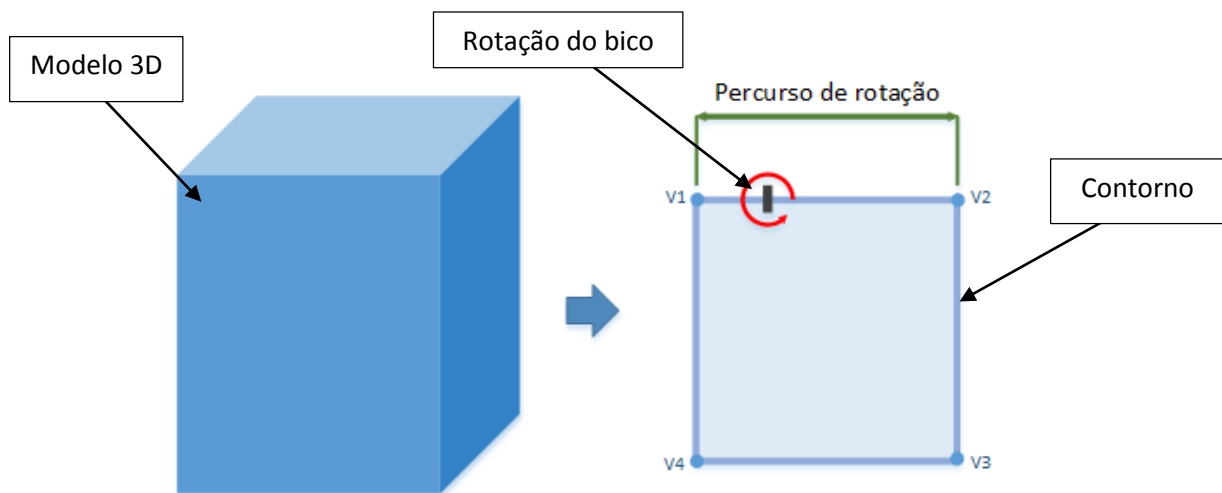 Rotação do bico
Modelo 3D
Percurso de rotação
Contorno
V1
V2
V4
V3